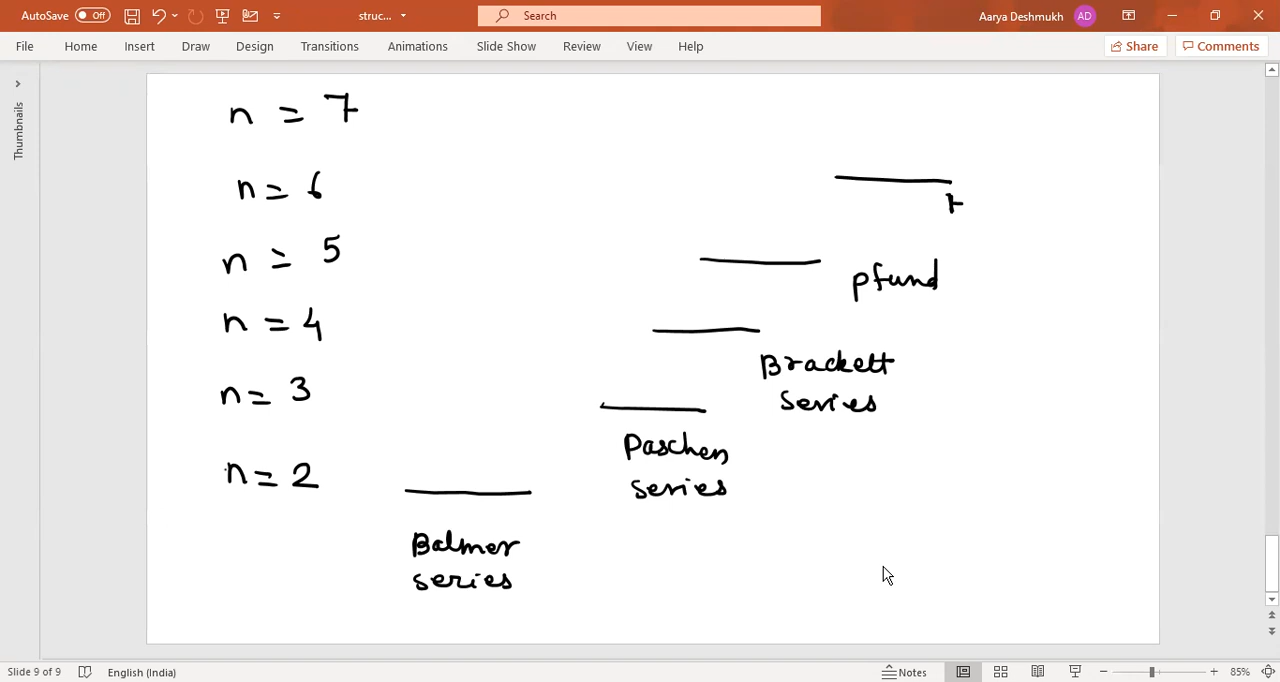 AutoSave Off struc... Search Aarya Deshmukh AD
File Home Insert Draw Design Transitions Animations Slide Show Review View Help Share Comments
Thumbnails
n = 7
n = 6
n = 5
n = 4
n = 3
n = 2
pfund
Brackett
Series
Paschen
series
Balmer
series
Slide 9 of 9 English (India) Notes 85%